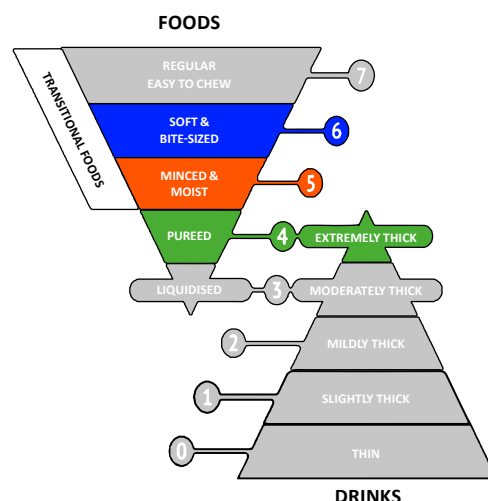 FOODS
REGULAR
EASY TO CHEW
7
TRANSITIONAL FOODS
SOFT &
BITE-SIZED
6
MINCED &
MOIST
5
PUREED
4
EXTREMELY THICK
LIQUIDISED
3
MODERATELY THICK
2
MILDLY THICK
1
SLIGHTLY THICK
0
THIN
DRINKS